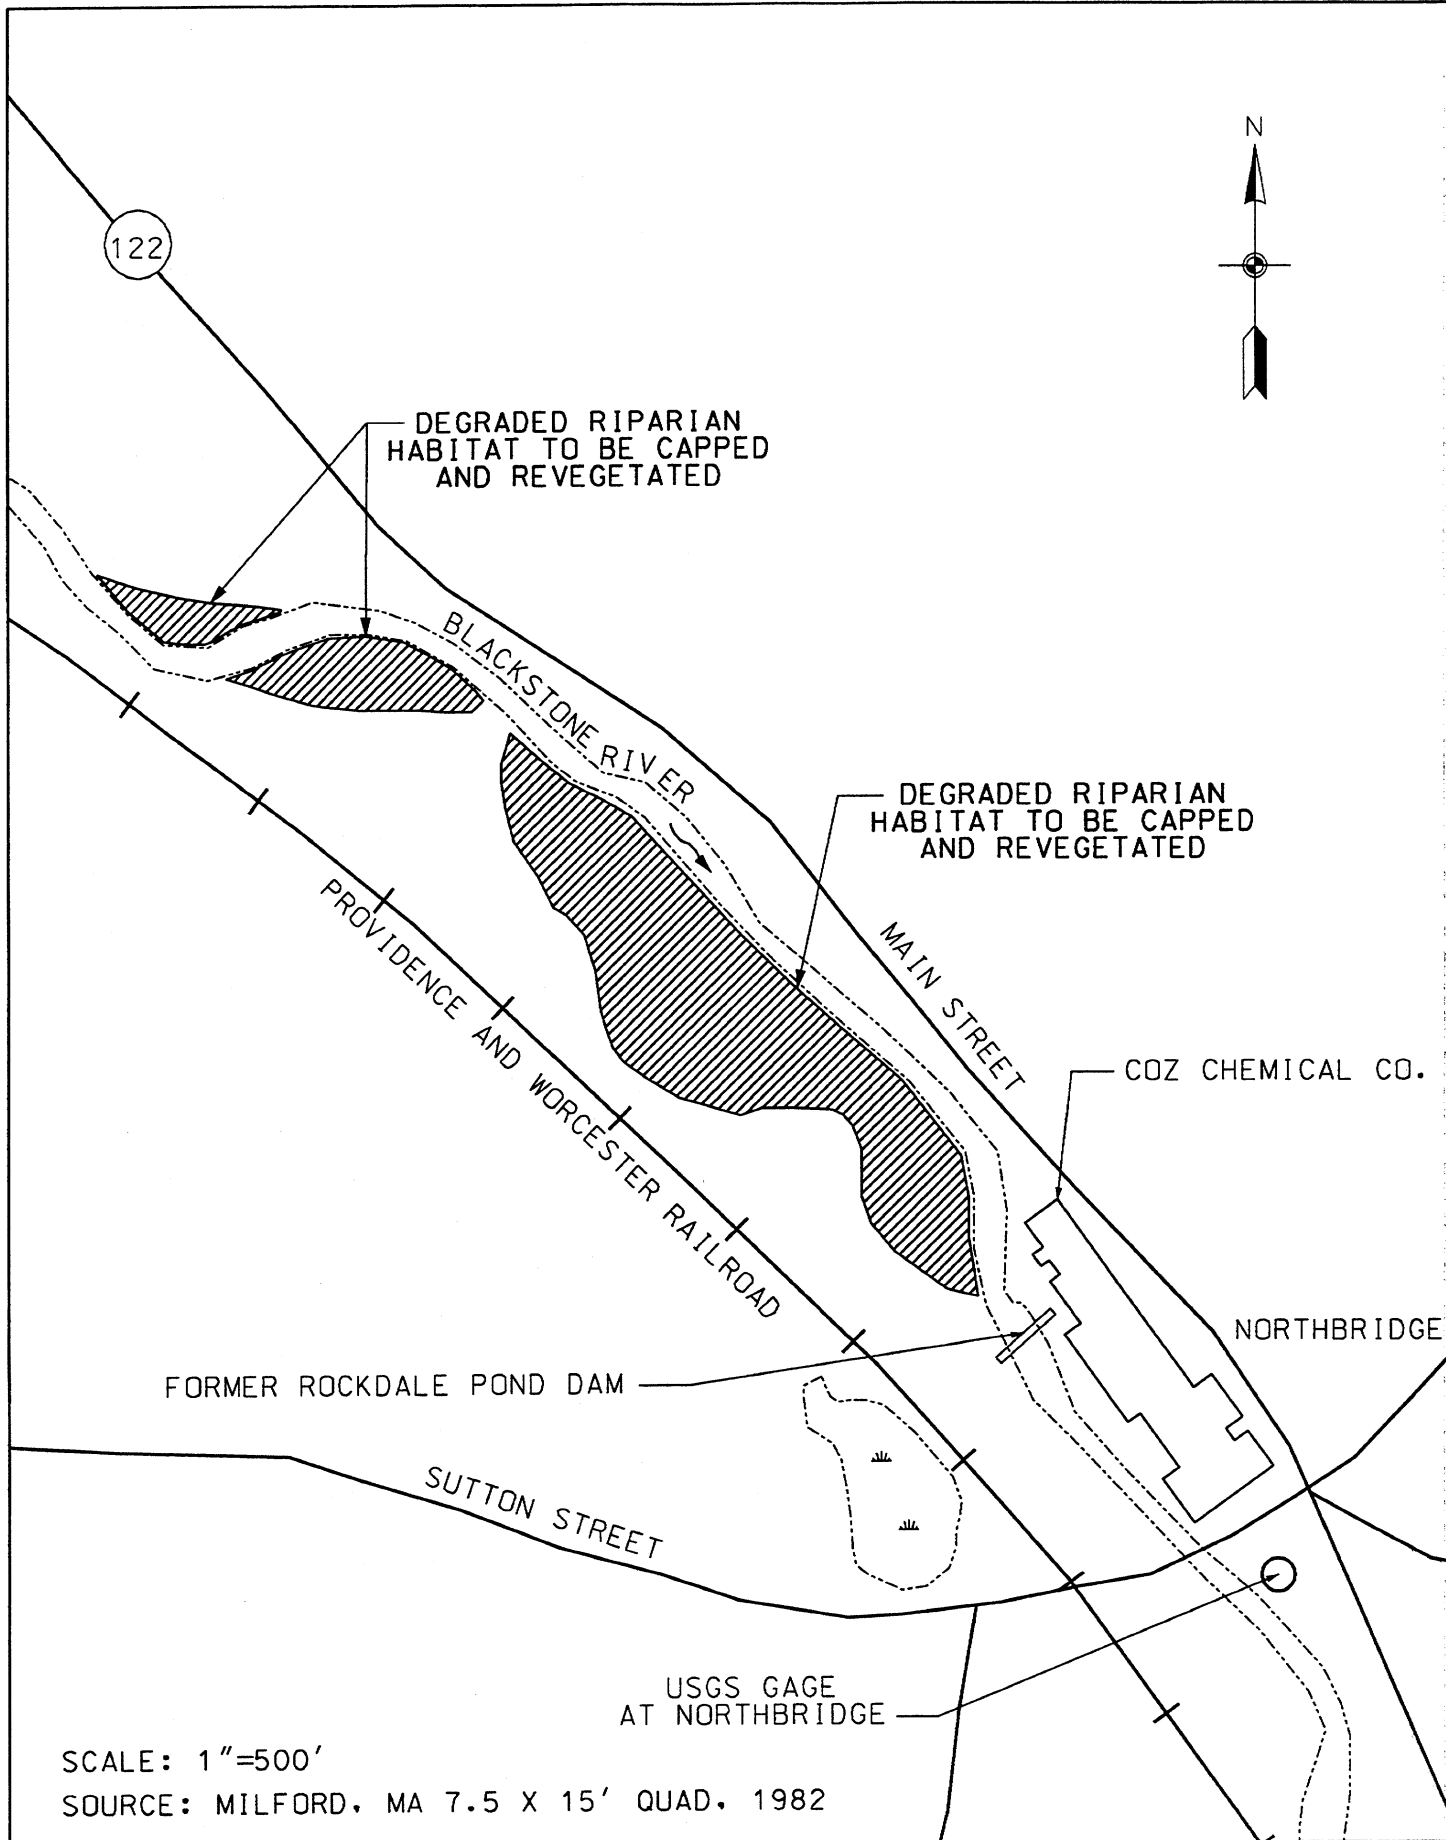 N
122
DEGRADED RIPARIAN
HABITAT TO BE CAPPED
AND REVEGETATED
BLACKSTONE RIVER
DEGRADED RIPARIAN
HABITAT TO BE CAPPED
AND REVEGETATED
MAIN STREET
PROVIDENCE AND WORCESTER RAILROAD
COZ CHEMICAL CO.
NORTHBRIDGE
FORMER ROCKDALE POND DAM
SUTTON STREET
USGS GAGE
AT NORTHBRIDGE
SCALE: 1"=500'
SOURCE: MILFORD, MA 7.5 X 15' QUAD, 1982